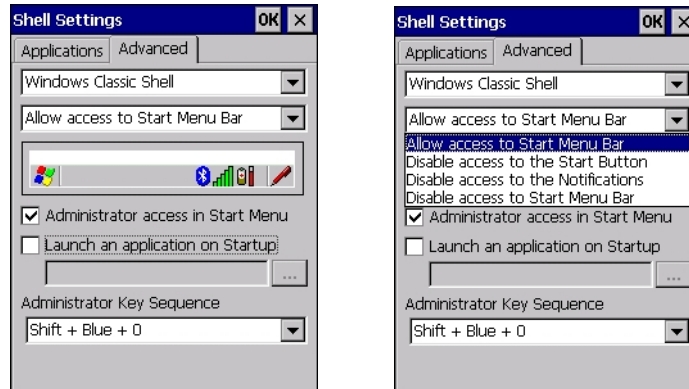 Shell Settings OK ×
Applications Advanced
Windows Classic Shell
Allow access to Start Menu Bar
Administrator access in Start Menu
Launch an application on Startup
...
Administrator Key Sequence
Shift + Blue + 0
Shell Settings OK ×
Applications Advanced
Windows Classic Shell
Allow access to Start Menu Bar
Allow access to Start Menu Bar
Disable access to the Start Button
Disable access to the Notifications
Disable access to Start Menu Bar
Administrator access in Start Menu
Launch an application on Startup
...
Administrator Key Sequence
Shift + Blue + 0